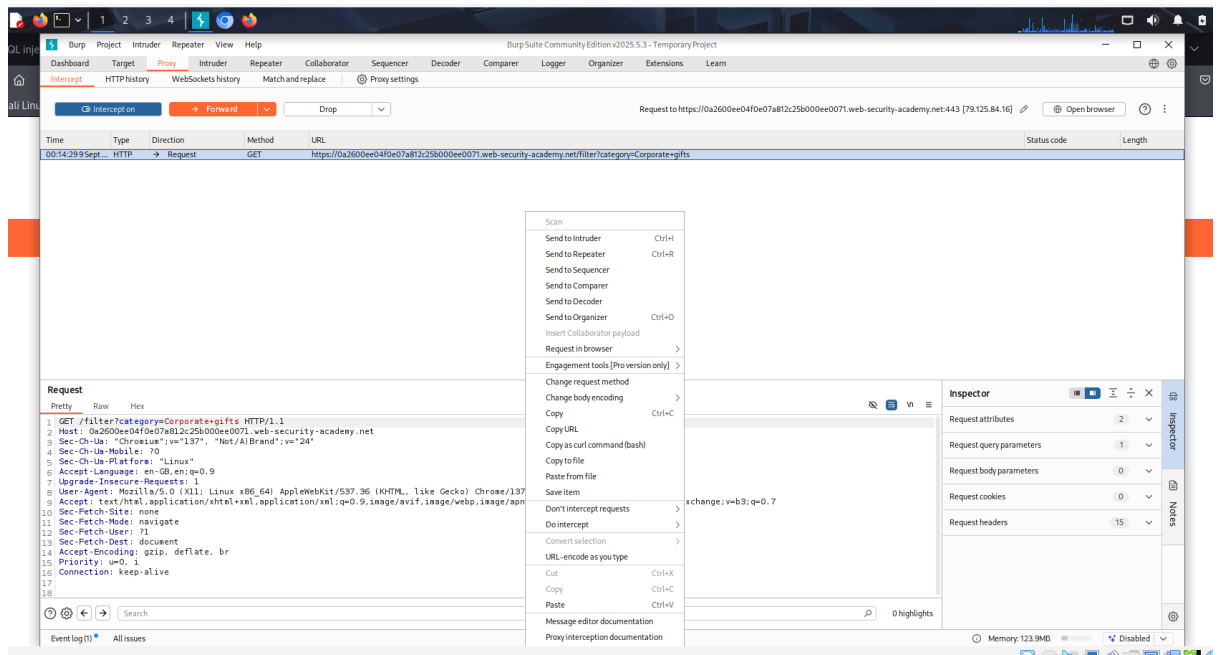 1 2 3 4
QL inje
Burp Project Intruder Repeater View Help
Burp Suite Community Edition v2025.5.3 - Temporary Project
Dashboard Target Proxy Intruder Repeater Collaborator Sequencer Decoder Comparer Logger Organizer Extensions Learn
Intercept HTTP history WebSockets history Match and replace Proxy settings
ali Linu
Intercept on → Forward Drop
Request to https://0a2600ee04f0e07a812c25b000ee0071.web-security-academy.net:443 [79.125.84.16] Open browser
Time Type Direction Method URL Status code Length
00:14:29 9 Sept... HTTP → Request GET https://0a2600ee04f0e07a812c25b000ee0071.web-security-academy.net/filter?category=Corporate+gifts
Scan
Send to Intruder Ctrl+I
Send to Repeater Ctrl+R
Send to Sequencer
Send to Comparer
Send to Decoder
Send to Organizer Ctrl+O
Insert Collaborator payload
Request in browser
Engagement tools [Pro version only]
Change request method
Change body encoding
Copy Ctrl+C
Copy URL
Copy as curl command (bash)
Copy to file
Paste from file
Save item
Don't intercept requests
Do intercept
Convert selection
URL-encode as you type
Cut Ctrl+X
Copy Ctrl+C
Paste Ctrl+V
Message editor documentation
Proxy interception documentation
Request
Pretty Raw Hex
\n
1 GET /filter?category=Corporate+gifts HTTP/1.1
2 Host: 0a2600ee04f0e07a812c25b000ee0071.web-security-academy.net
3 Sec-Ch-Ua: "Chromium";v="137", "Not/A)Brand";v="24"
4 Sec-Ch-Ua-Mobile: ?0
5 Sec-Ch-Ua-Platform: "Linux"
6 Accept-Language: en-GB,en;q=0.9
7 Upgrade-Insecure-Requests: 1
8 User-Agent: Mozilla/5.0 (X11; Linux x86_64) AppleWebKit/537.36 (KHTML, like Gecko) Chrome/137
9 Accept: text/html,application/xhtml+xml,application/xml;q=0.9,image/avif,image/webp,image/apn xchange;v=b3;q=0.7
10 Sec-Fetch-Site: none
11 Sec-Fetch-Mode: navigate
12 Sec-Fetch-User: ?1
13 Sec-Fetch-Dest: document
14 Accept-Encoding: gzip, deflate, br
15 Priority: u=0, i
16 Connection: keep-alive
17
18
Search
0 highlights
Inspector
Request attributes 2
Request query parameters 1
Request body parameters 0
Request cookies 0
Request headers 15
Inspector
Notes
Event log (1) All issues
Memory: 123.9MB Disabled